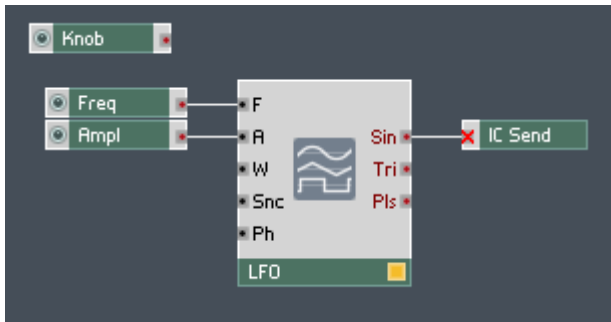 Knob
Freq
F
Ampl
A
Sin
IC Send
W
Tri
Snc
Pls
Ph
LFO